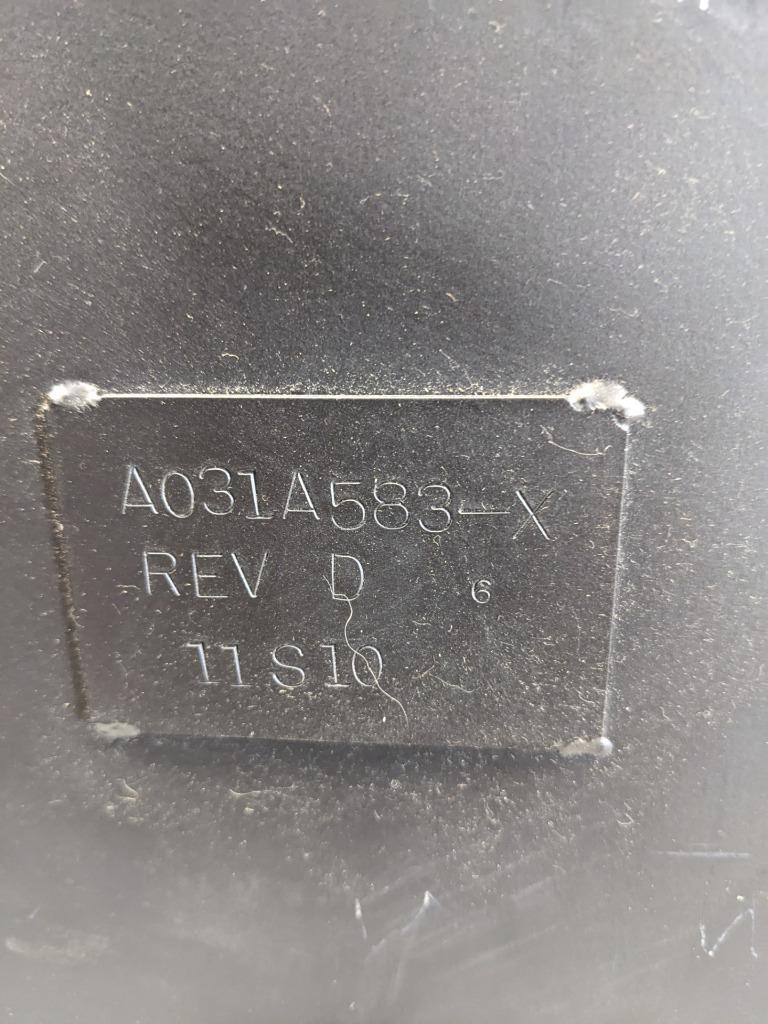 A031A583-X
REV D 6
11S10